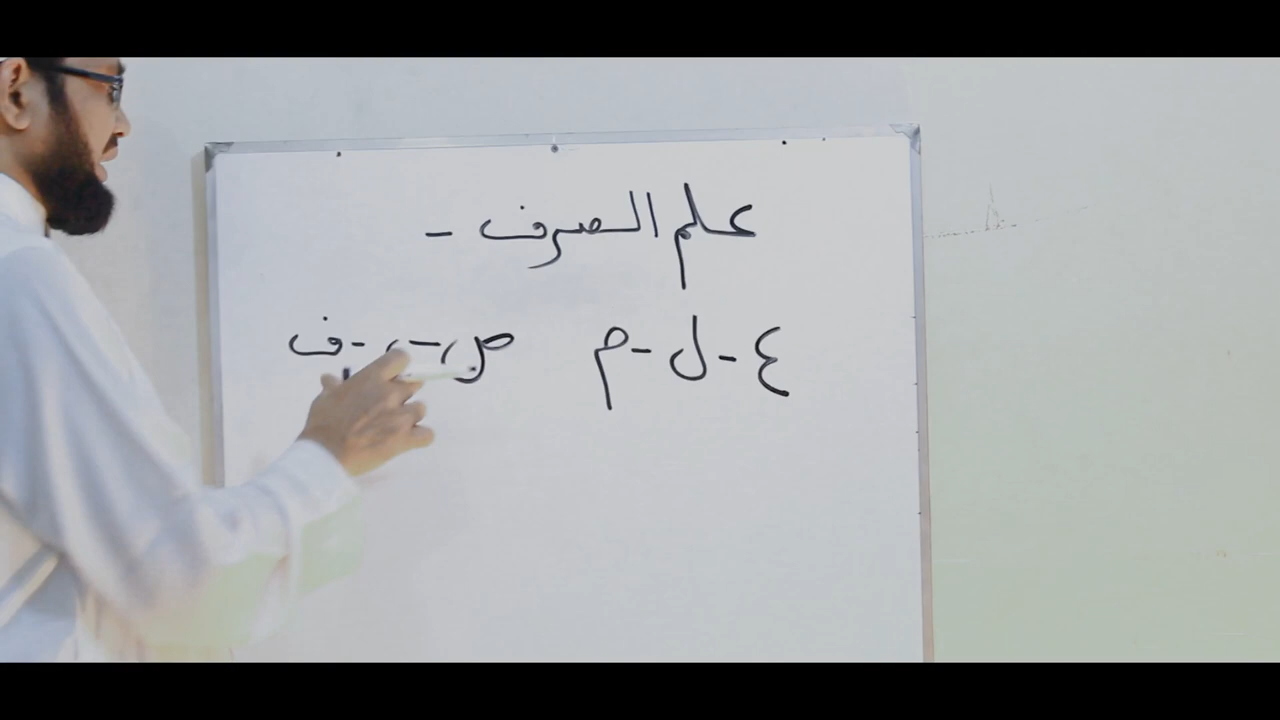 علم الصرف -
ع - ل - م ص - ر - ف